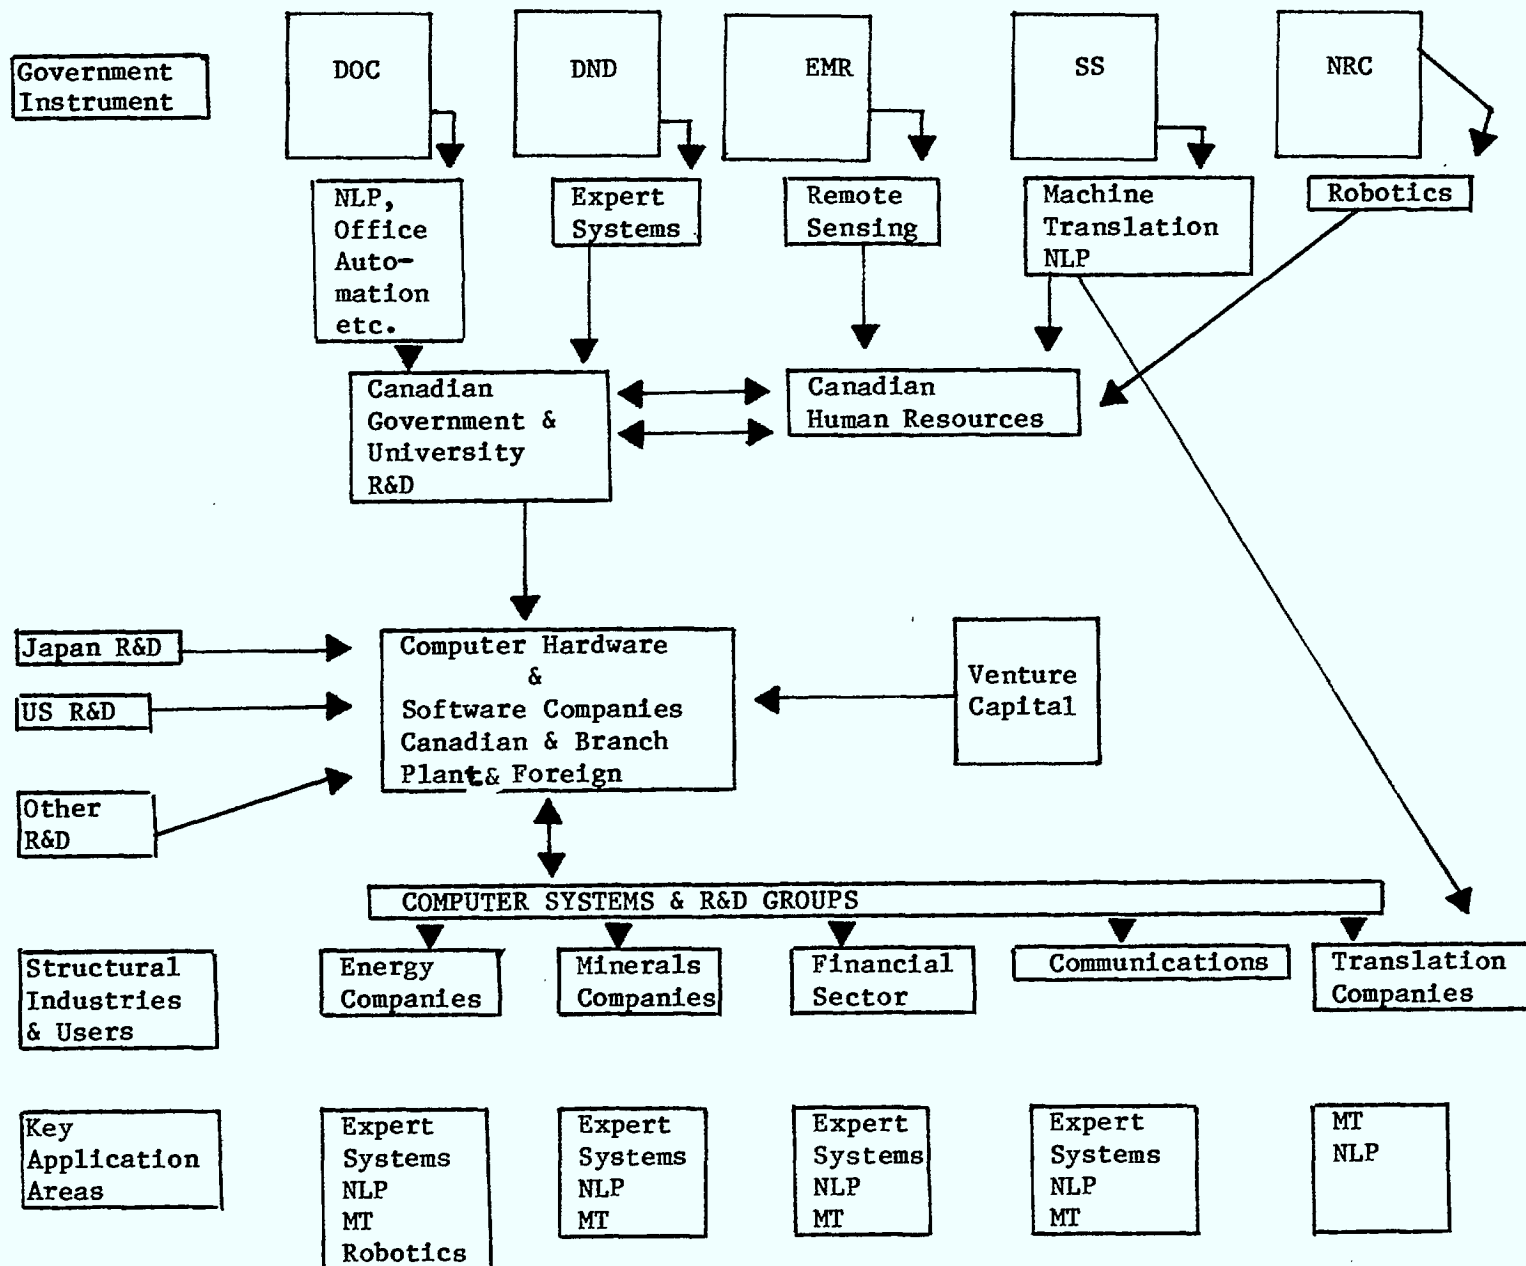 Government
Instrument
DOC
DND
EMR
SS
NRC
NLP,
Office
Auto-
mation
etc.
Expert
Systems
Remote
Sensing
Machine
Translation
NLP
Robotics
Canadian
Government &
University
R&D
Canadian
Human Resources
Japan R&D
US R&D
Other
R&D
Computer Hardware
&
Software Companies
Canadian & Branch
Plant& Foreign
Venture
Capital
COMPUTER SYSTEMS & R&D GROUPS
Structural
Industries
& Users
Energy
Companies
Minerals
Companies
Financial
Sector
Communications
Translation
Companies
Key
Application
Areas
Expert
Systems
NLP
MT
Robotics
Expert
Systems
NLP
MT
Expert
Systems
NLP
MT
Expert
Systems
NLP
MT
MT
NLP